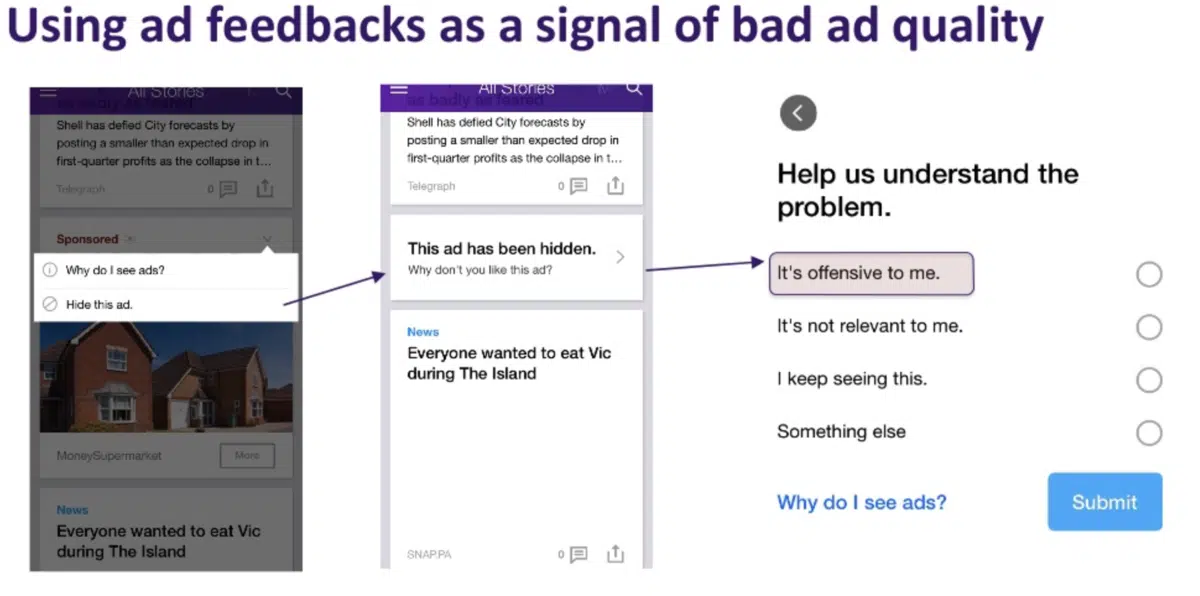 Using ad feedbacks as a signal of bad ad quality
All Stories
as badly as feared
Shell has defied City forecasts by
posting a smaller than expected drop in
first-quarter profits as the collapse in t...
Telegraph
0
Sponsored
Why do I see ads?
Hide this ad.
MoneySupermarket
More
News
Everyone wanted to eat Vic
during The Island
All Stories
as badly as feared
Shell has defied City forecasts by
posting a smaller than expected drop in
first-quarter profits as the collapse in t...
Telegraph
0
This ad has been hidden.
Why don't you like this ad?
News
Everyone wanted to eat Vic
during The Island
SNAP.PA
0
Help us understand the
problem.
It's offensive to me.
It's not relevant to me.
I keep seeing this.
Something else
Why do I see ads?
Submit